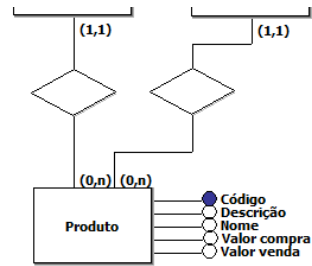 (1,1)
(1,1)
(0,n)
(0,n)
Produto
Código
Descrição
Nome
Valor compra
Valor venda